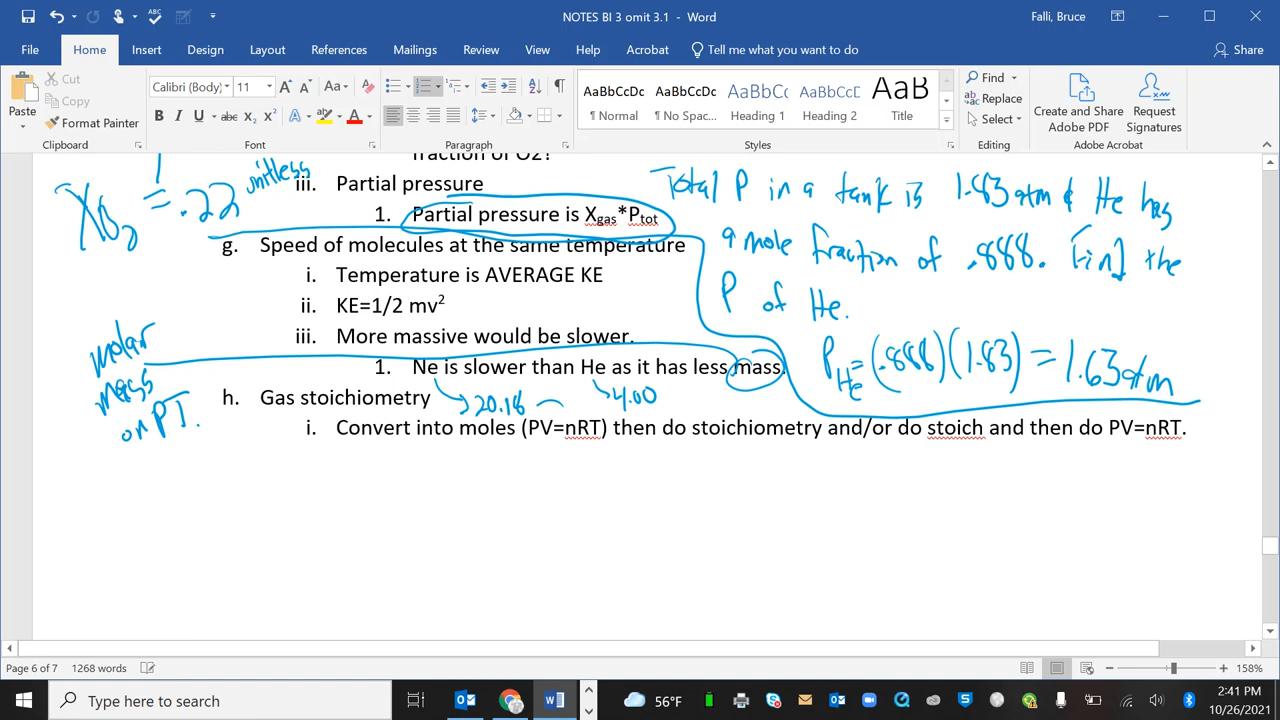 NOTES BI 3 omit 3.1 - Word
Falli, Bruce
File Home Insert Design Layout References Mailings Review View Help Acrobat Tell me what you want to do Share
Paste
Cut
Copy
Format Painter
Clipboard
Calibri (Body) 11
Font
Paragraph
AaBbCcDc AaBbCcDc AaBbCc AaBbCcD AaB
¶ Normal ¶ No Spac... Heading 1 Heading 2 Title
Styles
Find
Replace
Select
Editing
Create and Share Adobe PDF
Request Signatures
Adobe Acrobat
fraction of O2?
iii. Partial pressure
1. Partial pressure is Xgas*Ptot
g. Speed of molecules at the same temperature
i. Temperature is AVERAGE KE
ii. KE=1/2 mv2
iii. More massive would be slower.
1. Ne is slower than He as it has less mass.
h. Gas stoichiometry
i. Convert into moles (PV=nRT) then do stoichiometry and/or do stoich and then do PV=nRT.
XO2 = .22 unitless
Total P in a tank is 1.83 atm & He has
a mole fraction of .888. Find the
P of He.
PHe = (.888)(1.83) = 1.63 atm
molar
mass
on PT.
20.18
4.00
Page 6 of 7 1268 words
158%
Type here to search
56°F
2:41 PM
10/26/2021